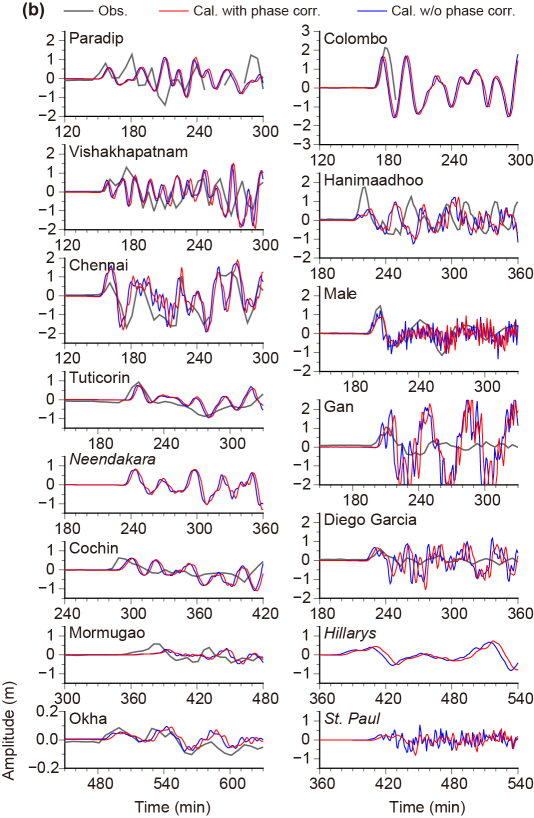 (b) Obs. Cal. with phase corr. Cal. w/o phase corr.
Paradip
2
1
0
−1
−2
120 180 240 300
Colombo
3
2
1
0
−1
−2
−3
120 180 240 300
Vishakhapatnam
2
1
0
−1
−2
120 180 240 300
Hanimaadhoo
2
1
0
−1
−2
180 240 300 360
Chennai
2
1
0
−1
−2
120 180 240 300
Male
2
1
0
−1
−2
180 240 300
Tuticorin
1
0
−1
180 240 300
Gan
2
1
0
−1
−2
180 240 300
Neendakara
1
0
−1
180 240 300 360
Cochin
1
0
−1
240 300 360 420
Diego Garcia
2
1
0
−1
−2
180 240 300 360
Mormugao
1
0
−1
300 360 420 480
Hillarys
1
0
−1
360 420 480 540
Okha
0.2
0.0
−0.2
480 540 600
St. Paul
1
0
−1
360 420 480 540
Amplitude (m)
Time (min) Time (min)